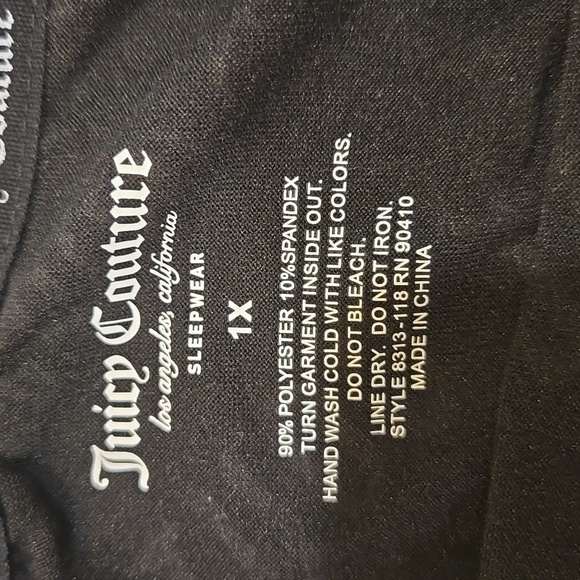 Couture
Juicy Couture
los angeles, california
SLEEPWEAR
1X
90% POLYESTER 10%SPANDEX
TURN GARMENT INSIDE OUT.
HAND WASH COLD WITH LIKE COLORS.
DO NOT BLEACH.
LINE DRY. DO NOT IRON.
STYLE 8313-118 RN 90410
MADE IN CHINA